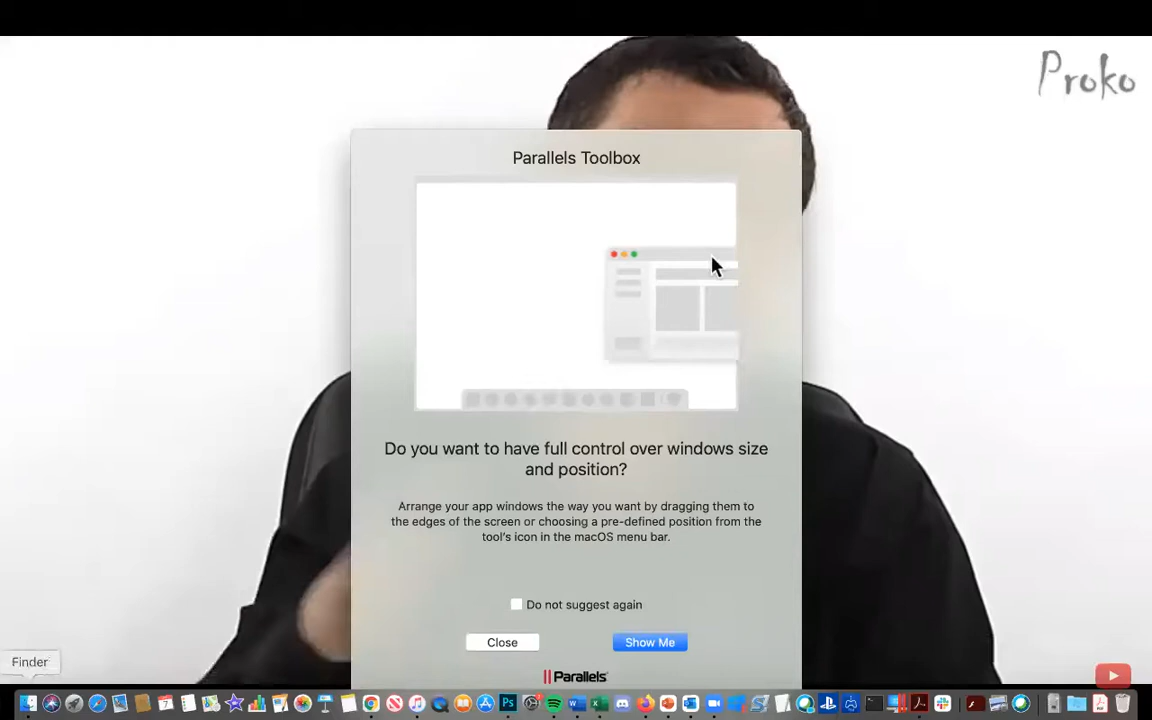 Proko
Parallels Toolbox
Do you want to have full control over windows size
and position?
Arrange your app windows the way you want by dragging them to
the edges of the screen or choosing a pre-defined position from the
tool's icon in the macOS menu bar.
Do not suggest again
Close
Show Me
Parallels
Finder